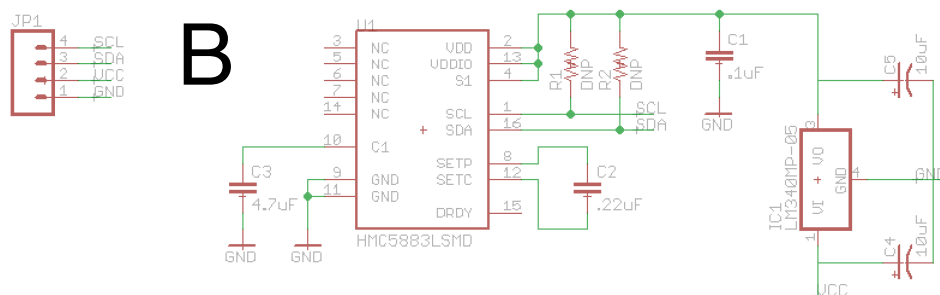 JP1
4 SCL
3 SDA
2 VCC
1 GND
B
U1
3 NC
5 NC
6 NC
7 NC
14 NC
10 C1
9 GND
11 GND
VDD 2
VDDIO 13
S1 4
SCL 1
SDA 16
SETP 8
SETC 12
DRDY 15
HMC5883LSMD
C3
4.7uF
GND
GND
R1
DNP
R2
DNP
SCL
SDA
C2
.22uF
C1
.1uF
GND
IC1
LM340MP-05
3
VO
GND 4
VI
1
GND
C5
10uF
+
C4
10uF
+
VCC